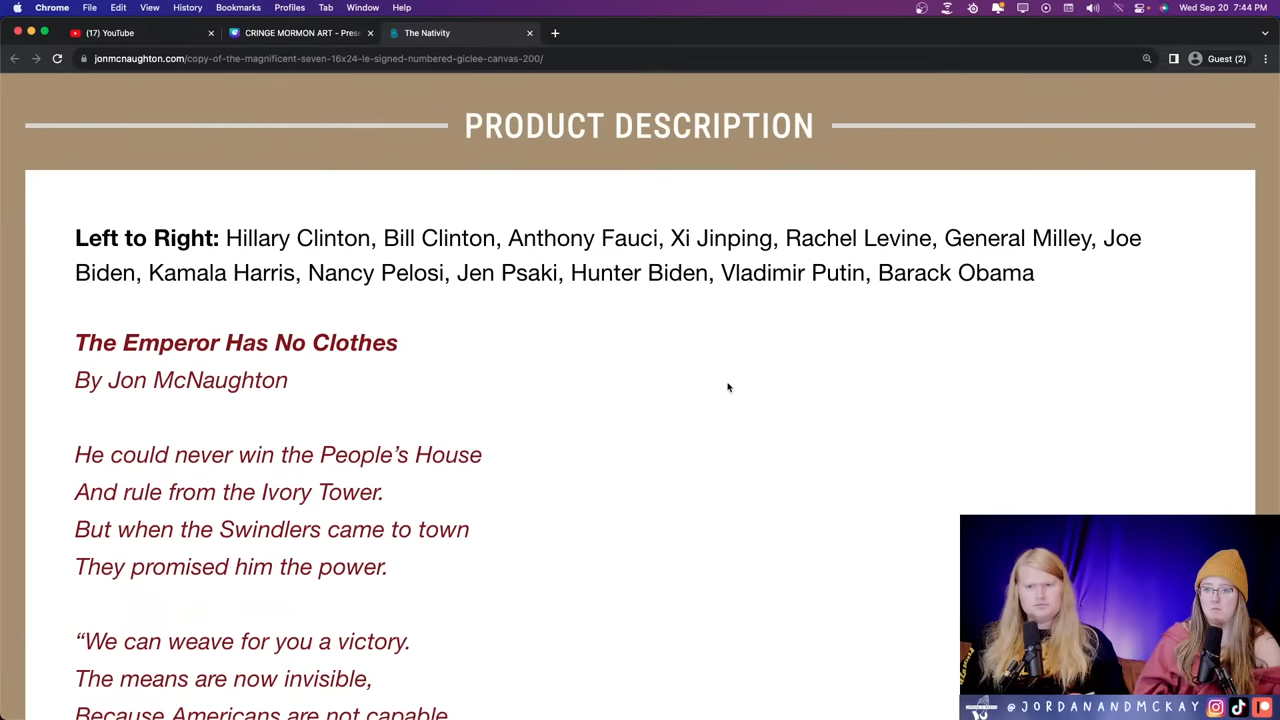 Chrome File Edit View History Bookmarks Profiles Tab Window Help Wed Sep 20 7:44 PM
(17) YouTube CRINGE MORMON ART - Pres The Nativity
jonmcnaughton.com/copy-of-the-magnificent-seven-16x24-le-signed-numbered-giclee-canvas-200/ Guest (2)
PRODUCT DESCRIPTION
Left to Right: Hillary Clinton, Bill Clinton, Anthony Fauci, Xi Jinping, Rachel Levine, General Milley, Joe
Biden, Kamala Harris, Nancy Pelosi, Jen Psaki, Hunter Biden, Vladimir Putin, Barack Obama
The Emperor Has No Clothes
By Jon McNaughton
He could never win the People’s House
And rule from the Ivory Tower.
But when the Swindlers came to town
They promised him the power.
“We can weave for you a victory.
The means are now invisible,
Because Americans are not capable
@JORDANANDMCKAY